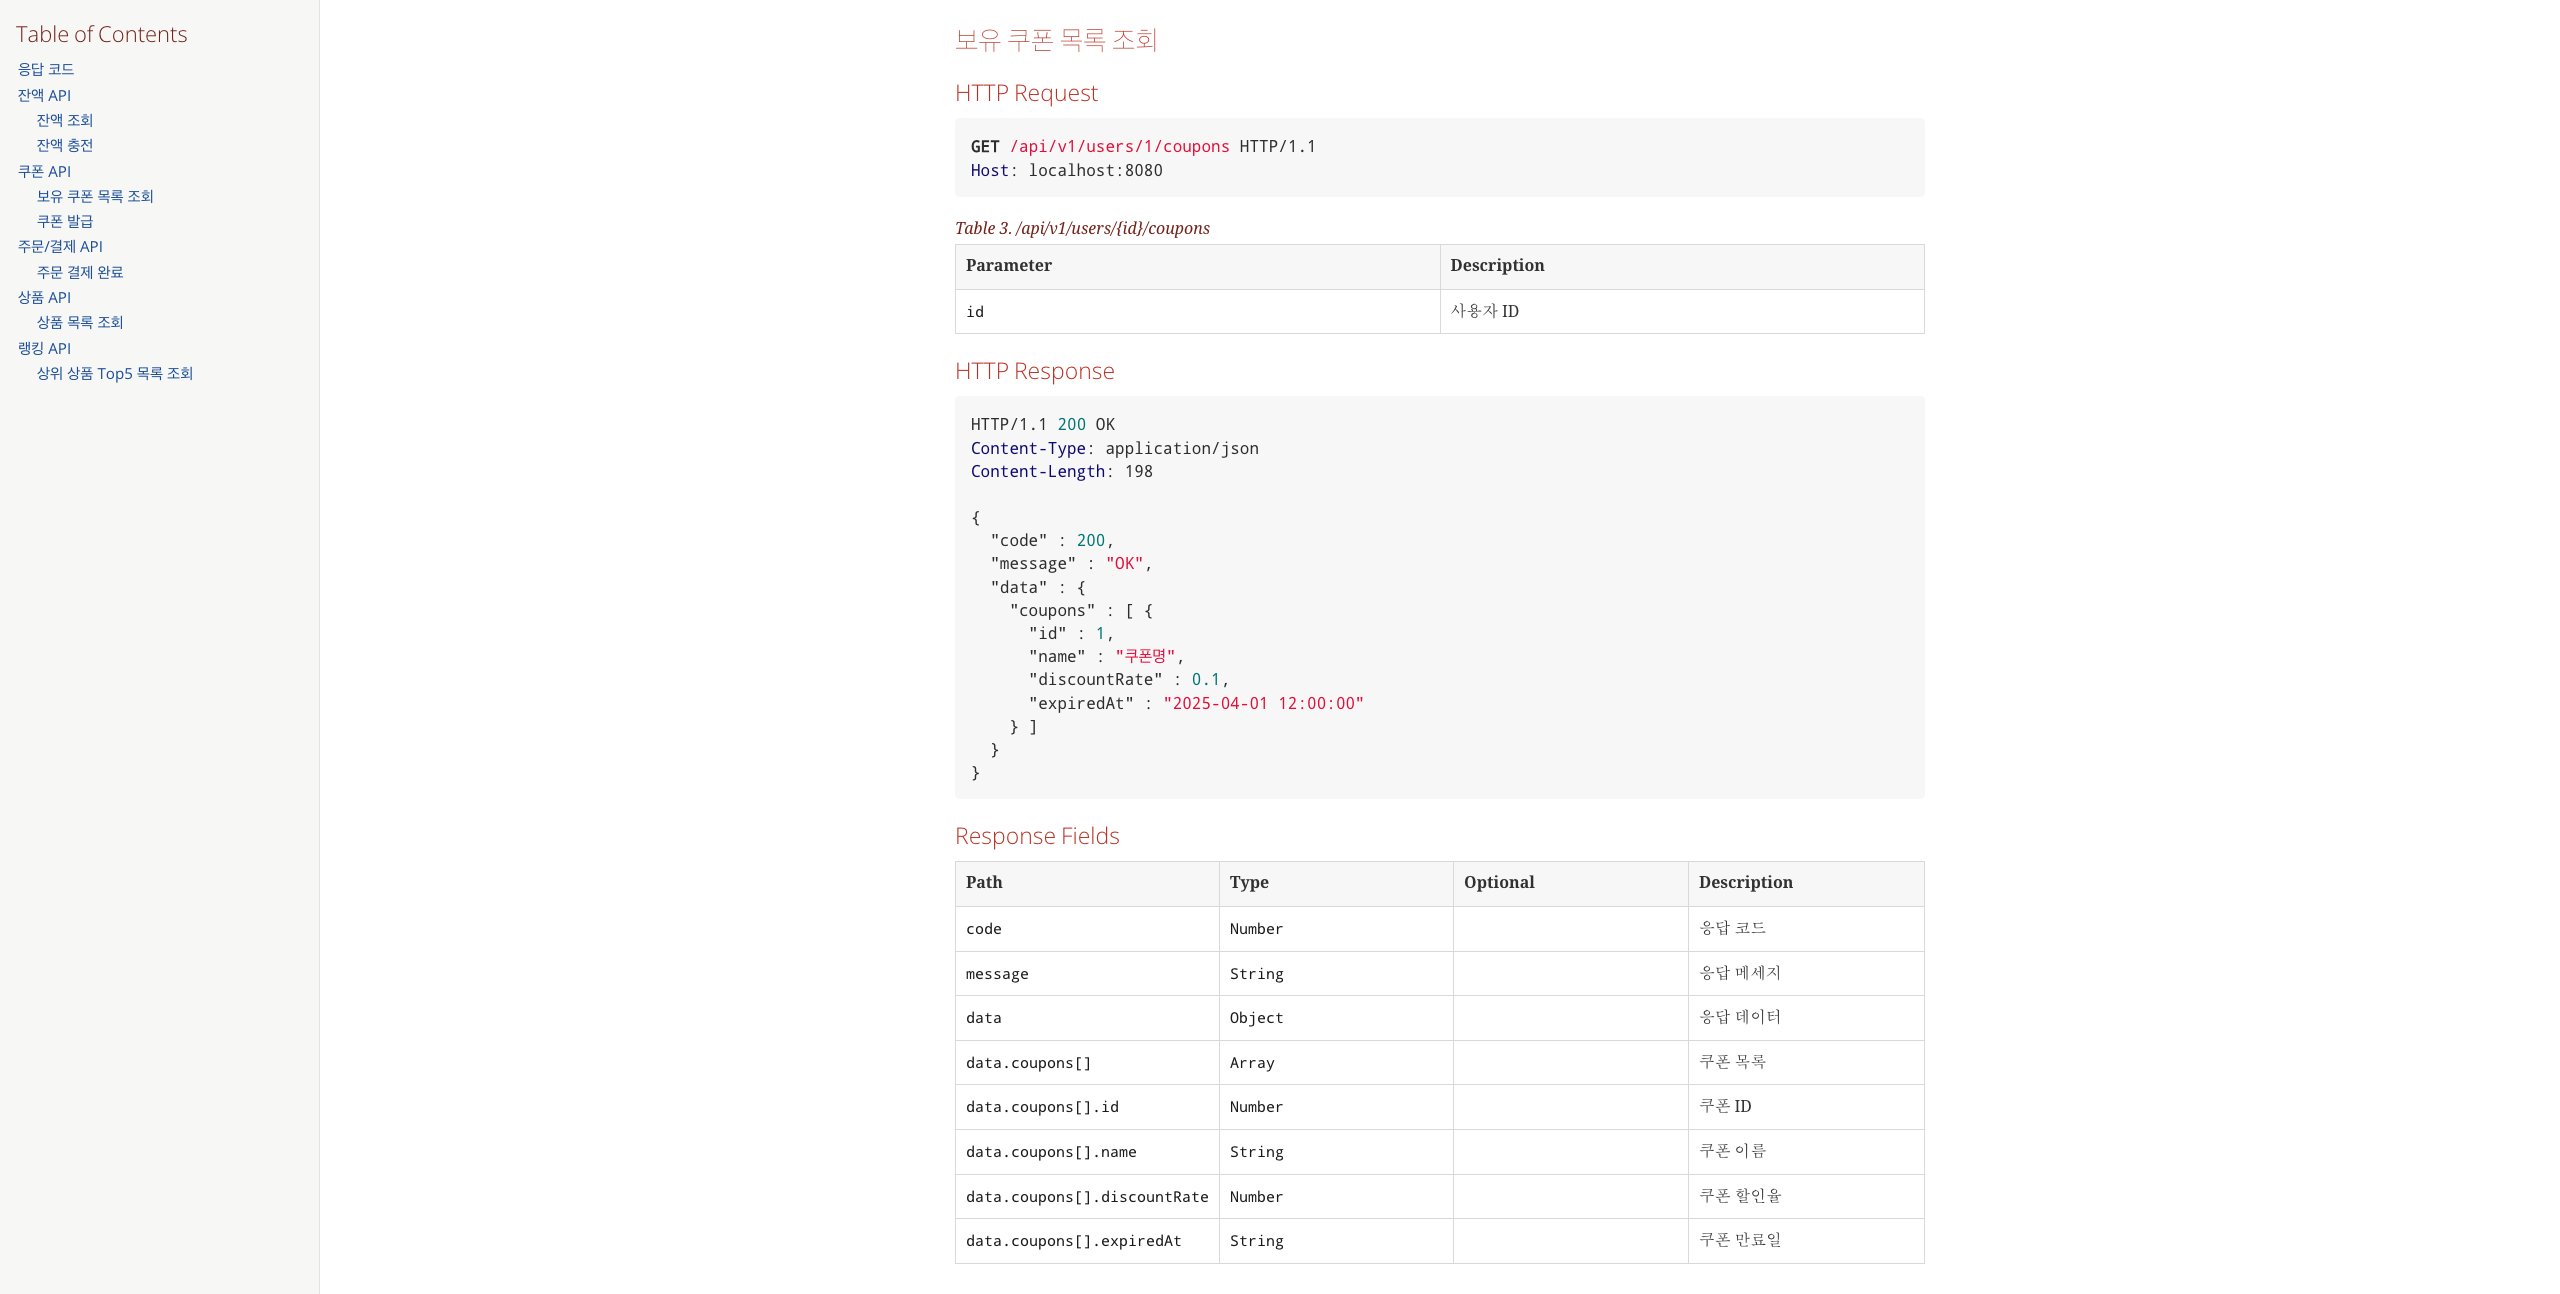 Table of Contents
응답 코드
잔액 API
잔액 조회
잔액 충전
쿠폰 API
보유 쿠폰 목록 조회
쿠폰 발급
주문/결제 API
주문 결제 완료
상품 API
상품 목록 조회
랭킹 API
상위 상품 Top5 목록 조회
보유 쿠폰 목록 조회
HTTP Request
GET /api/v1/users/1/coupons HTTP/1.1
Host: localhost:8080
Table 3. /api/v1/users/{id}/coupons
Parameter Description
id 사용자 ID
HTTP Response
HTTP/1.1 200 OK
Content-Type: application/json
Content-Length: 198
{
"code" : 200,
"message" : "OK",
"data" : {
"coupons" : [ {
"id" : 1,
"name" : "쿠폰명",
"discountRate" : 0.1,
"expiredAt" : "2025-04-01 12:00:00"
} ]
}
}
Response Fields
Path Type Optional Description
code Number 응답 코드
message String 응답 메세지
data Object 응답 데이터
data.coupons[] Array 쿠폰 목록
data.coupons[].id Number 쿠폰 ID
data.coupons[].name String 쿠폰 이름
data.coupons[].discountRate Number 쿠폰 할인율
data.coupons[].expiredAt String 쿠폰 만료일